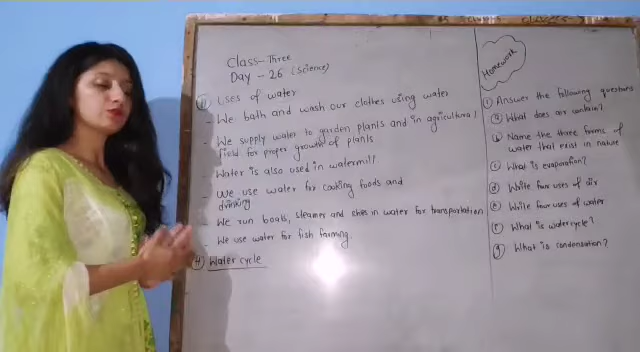 Class-Three
Day - 26 (Science)
Uses of water
- We bath and wash our clothes using water
- We supply water to garden plants and in agricultural
field for proper growth of plants
- Water is also used in watermill
- We use water for cooking foods and
drinking
- We run boats, steamer and ships in water for transportation
- We use water for fish farming.
(H) Water cycle
Homework
(1) Answer the following questions
(a) What does air contain?
(b) Name the three forms of
water that exist in nature
(c) What is evaporation?
(d) Write four uses of air
(e) Write four uses of water
(f) What is watercycle?
(g) What is condensation?